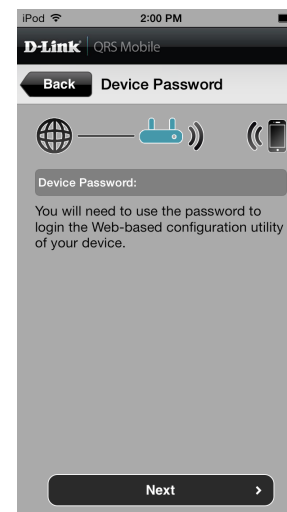 iPod 2:00 PM
D-Link QRS Mobile
Back Device Password
Device Password:
You will need to use the password to
login the Web-based configuration utility
of your device.
Next